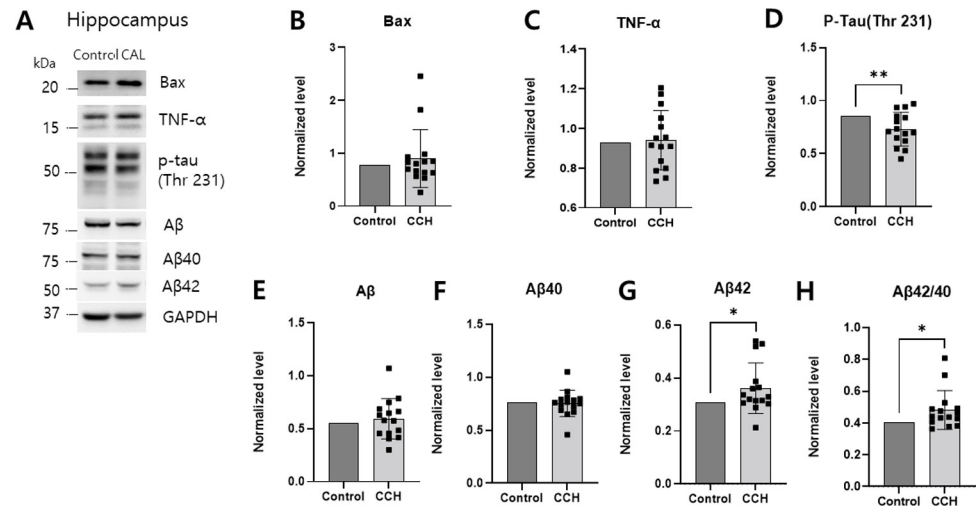 A Hippocampus
Control CAL
kDa
20 Bax
15 TNF-α
50 p-tau
(Thr 231)
75 Aβ
75 Aβ40
50 Aβ42
37 GAPDH
B Bax
Normalized level
3
2
1
0
Control CCH
C TNF-α
Normalized level
1.4
1.2
1.0
0.8
0.6
Control CCH
D P-Tau(Thr 231)
Normalized level
1.5
1.0
0.5
0.0
**
Control CCH
E Aβ
Normalized level
1.5
1.0
0.5
0.0
Control CCH
F Aβ40
Normalized level
1.5
1.0
0.5
0.0
Control CCH
G Aβ42
Normalized level
0.6
0.4
0.2
0.0
*
Control CCH
H Aβ42/40
Normalized level
1.0
0.8
0.6
0.4
0.2
0.0
*
Control CCH